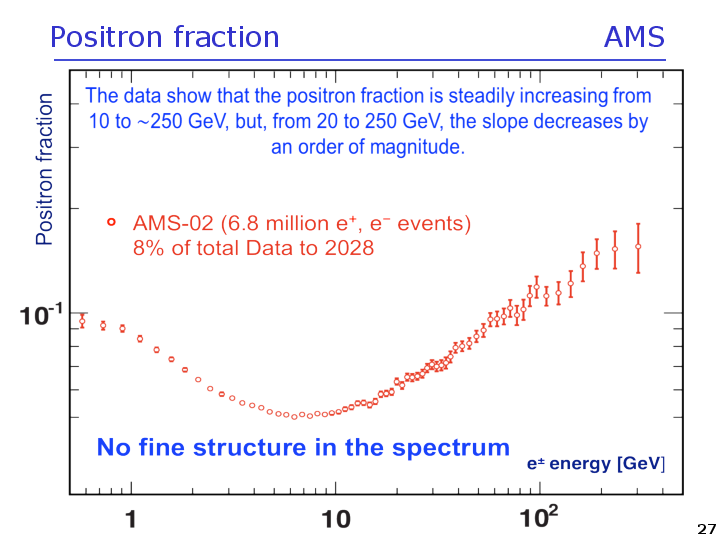 Positron fraction
AMS
The data show that the positron fraction is steadily increasing from
10 to ~250 GeV, but, from 20 to 250 GeV, the slope decreases by
an order of magnitude.
Positron fraction
AMS-02 (6.8 million e⁺, e⁻ events)
8% of total Data to 2028
10⁻¹
No fine structure in the spectrum
e± energy [GeV]
1
10
10²
27